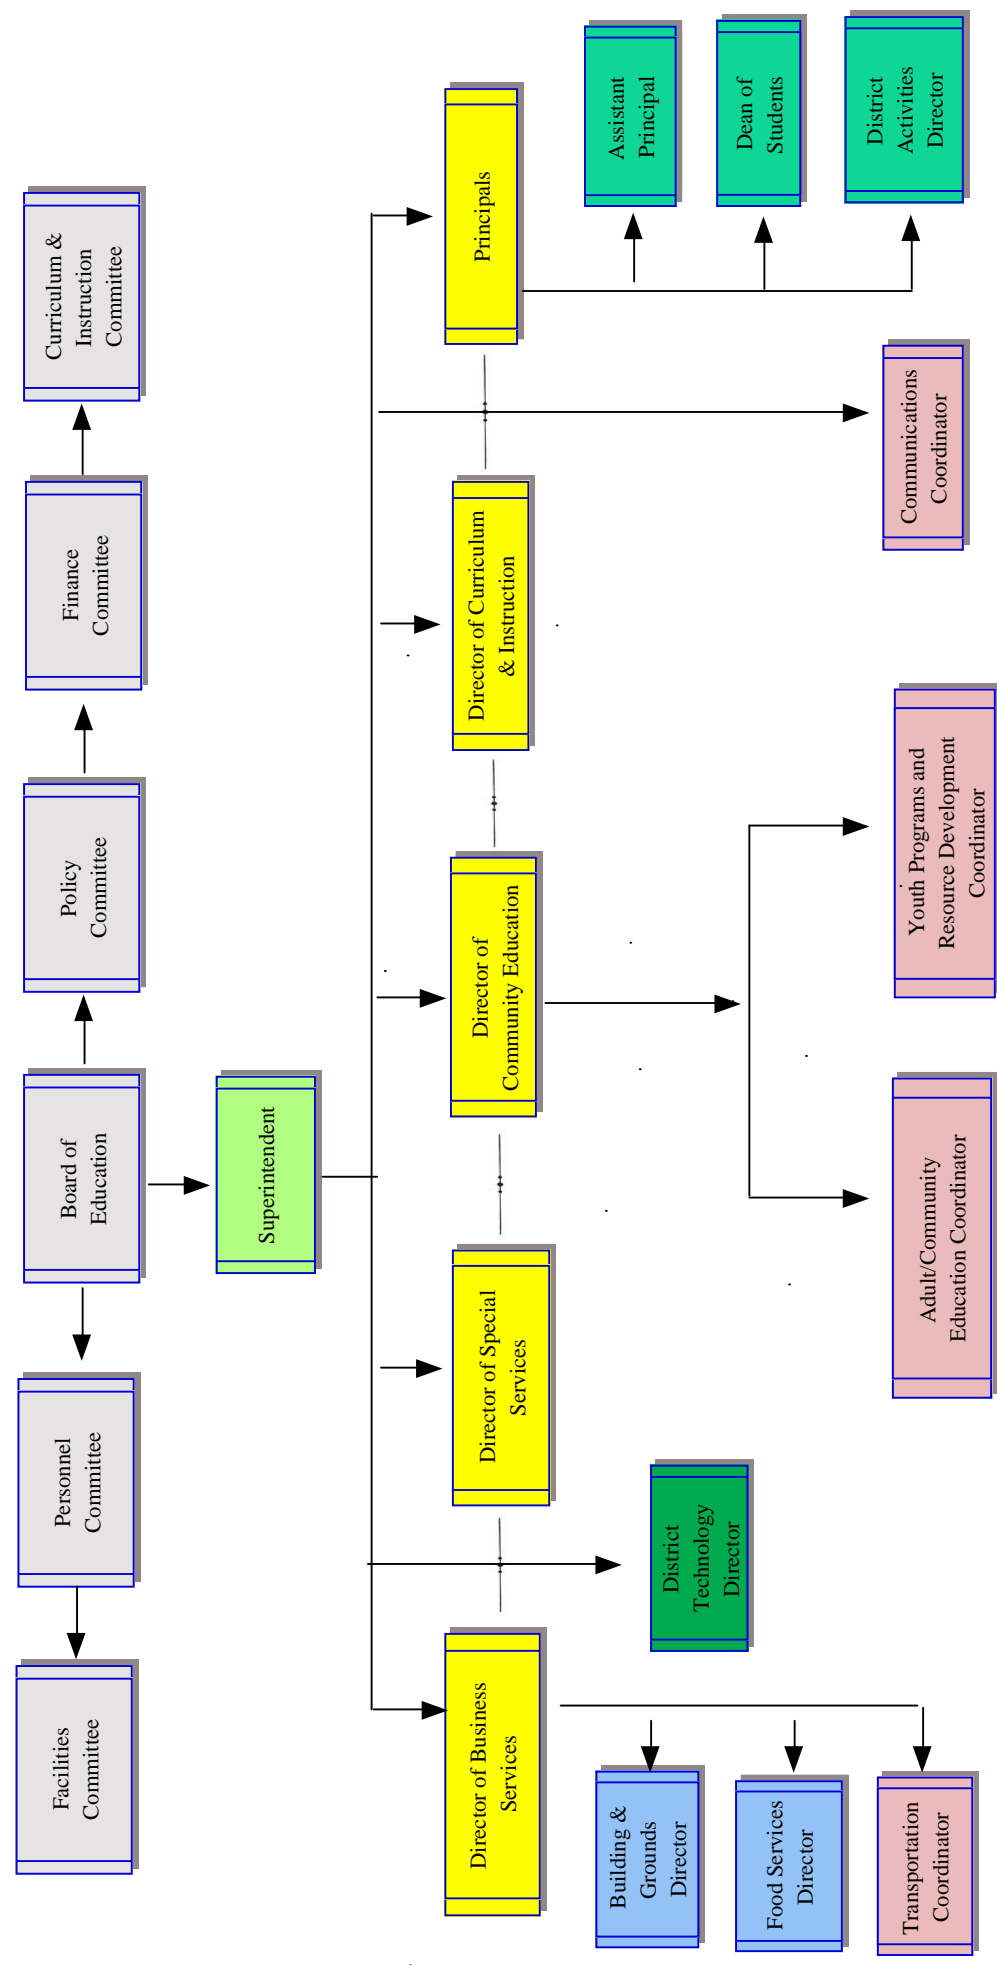 Facilities
Committee
Personnel
Committee
Board of
Education
Policy
Committee
Finance
Committee
Curriculum &
Instruction
Committee
Superintendent
Director of Business
Services
Director of Special
Services
Director of
Community Education
Director of Curriculum
& Instruction
Principals
Building &
Grounds
Director
Food Services
Director
Transportation
Coordinator
District
Technology
Director
Adult/Community
Education Coordinator
Youth Programs and
Resource Development
Coordinator
Communications
Coordinator
Assistant
Principal
Dean of
Students
District
Activities
Director